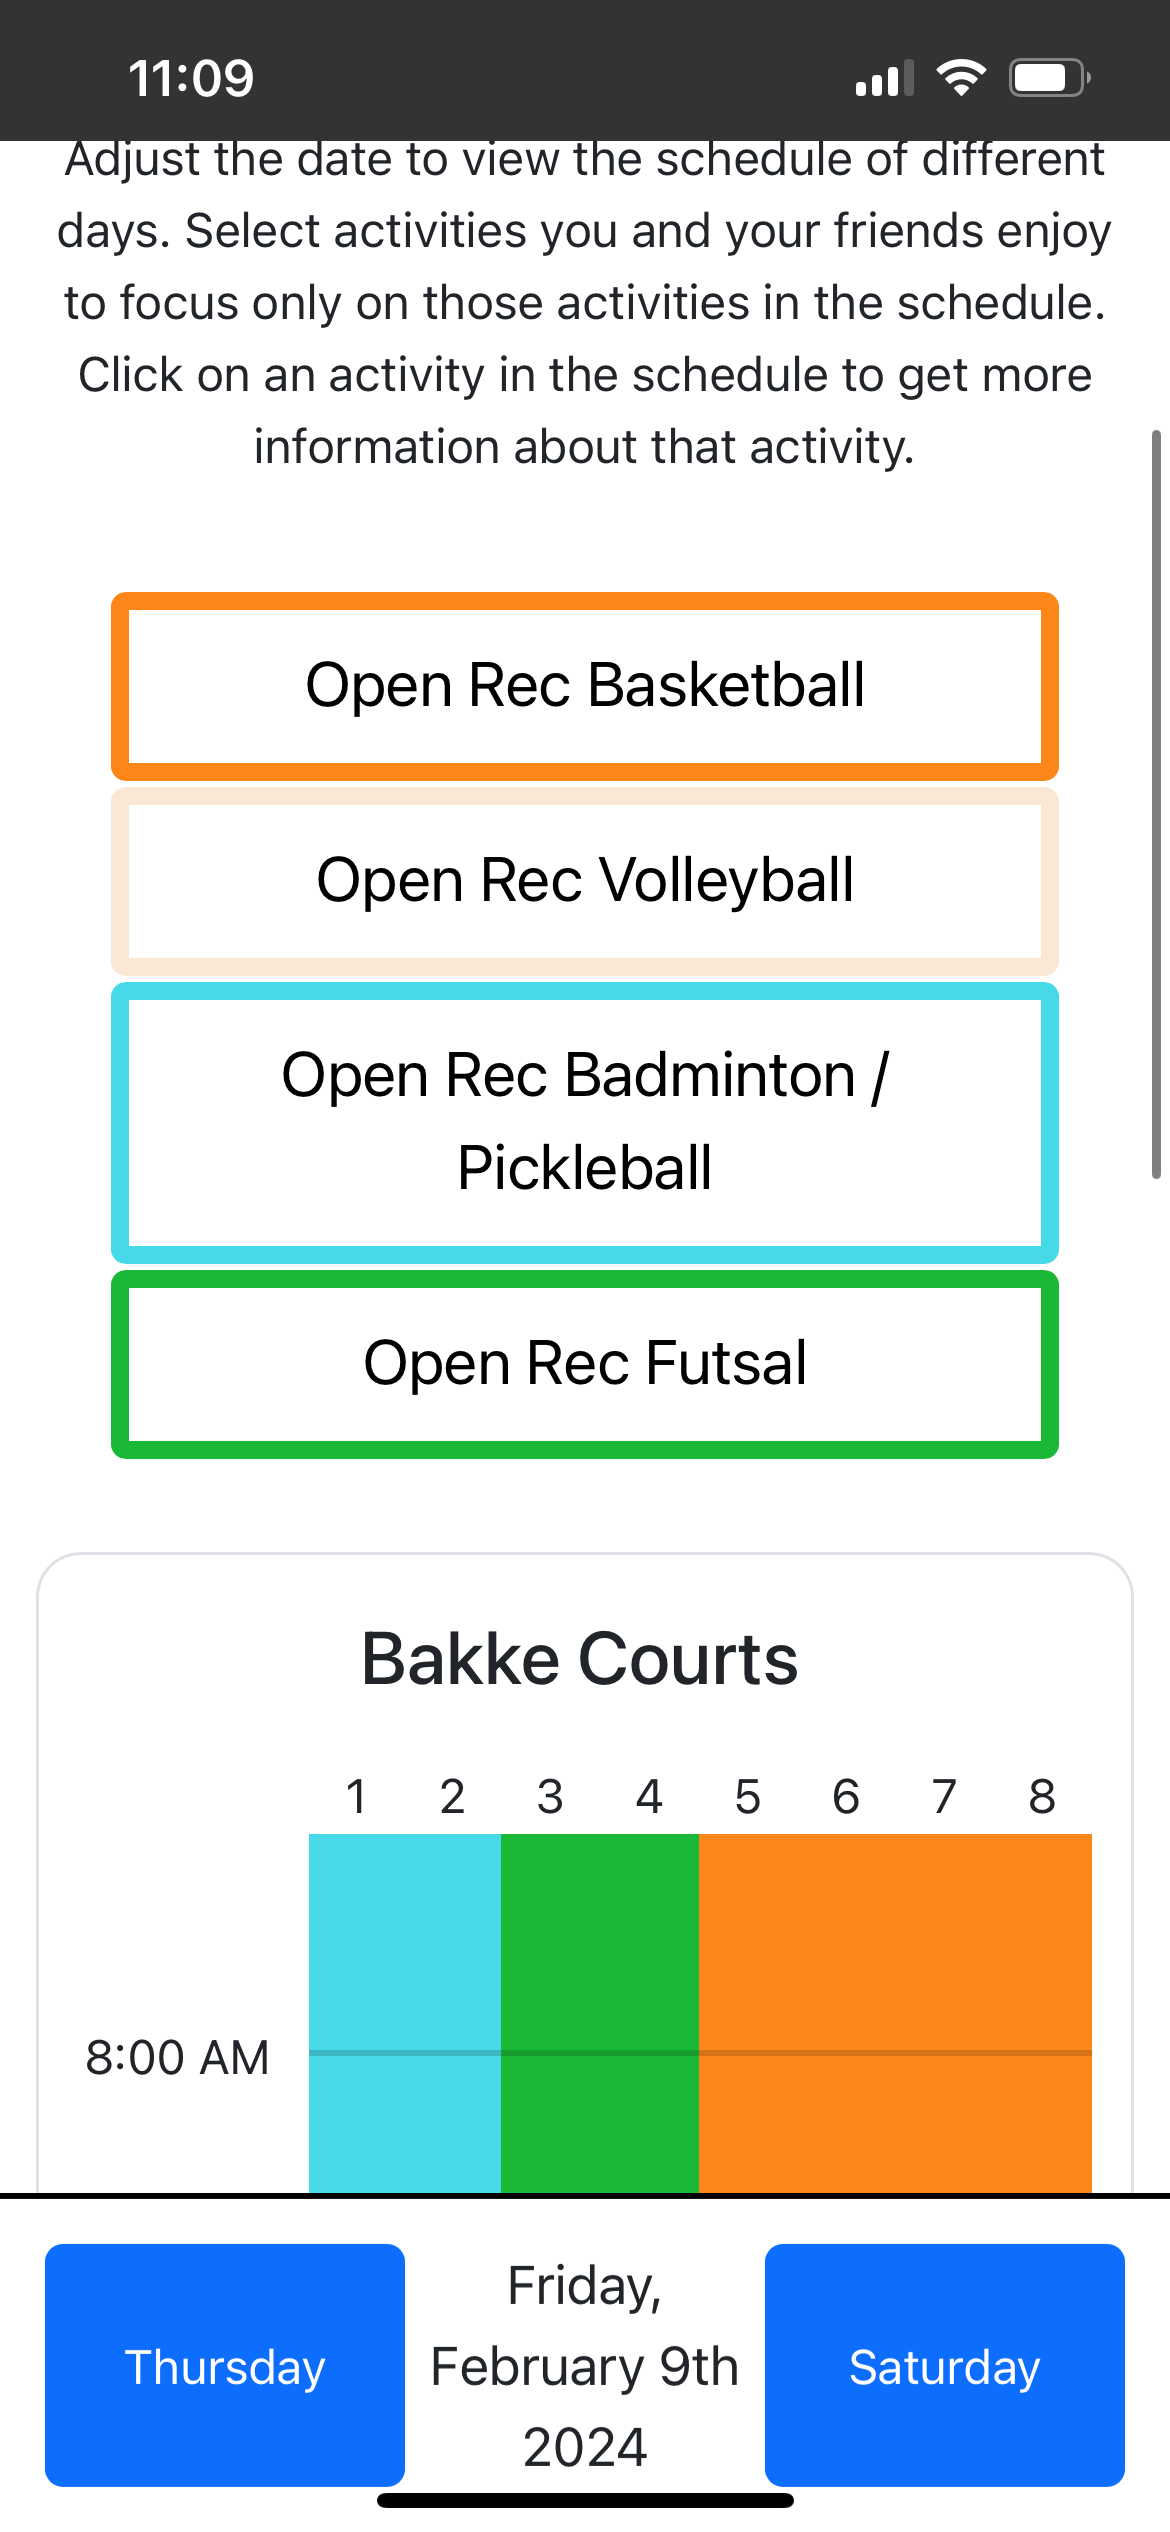 11:09
Adjust the date to view the schedule of different
days. Select activities you and your friends enjoy
to focus only on those activities in the schedule.
Click on an activity in the schedule to get more
information about that activity.
Open Rec Basketball
Open Rec Volleyball
Open Rec Badminton /
Pickleball
Open Rec Futsal
Bakke Courts
1 2 3 4 5 6 7 8
8:00 AM
Thursday
Friday,
February 9th
2024
Saturday